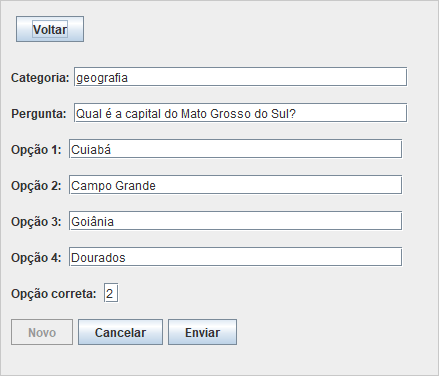 Voltar
Categoria: geografia
Pergunta: Qual é a capital do Mato Grosso do Sul?
Opção 1: Cuiabá
Opção 2: Campo Grande
Opção 3: Goiânia
Opção 4: Dourados
Opção correta: 2
Novo Cancelar Enviar